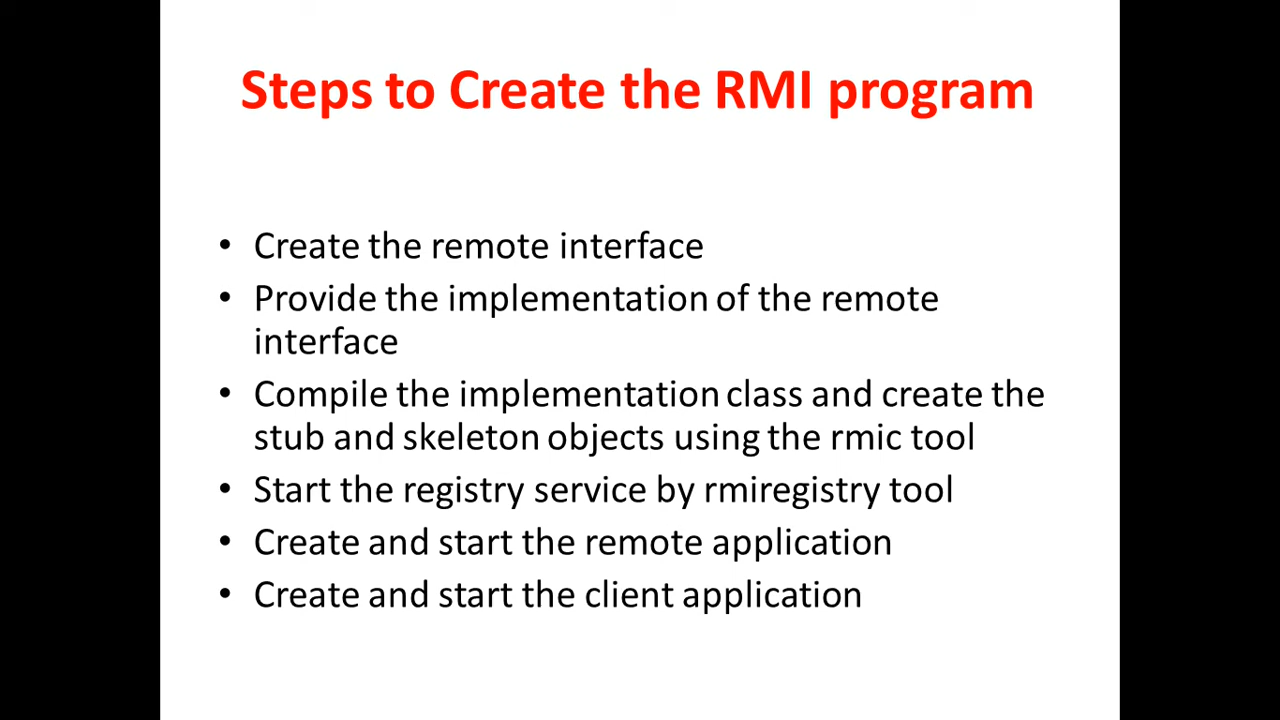 Steps to Create the RMI program
• Create the remote interface
• Provide the implementation of the remote
interface
• Compile the implementation class and create the
stub and skeleton objects using the rmic tool
• Start the registry service by rmiregistry tool
• Create and start the remote application
• Create and start the client application